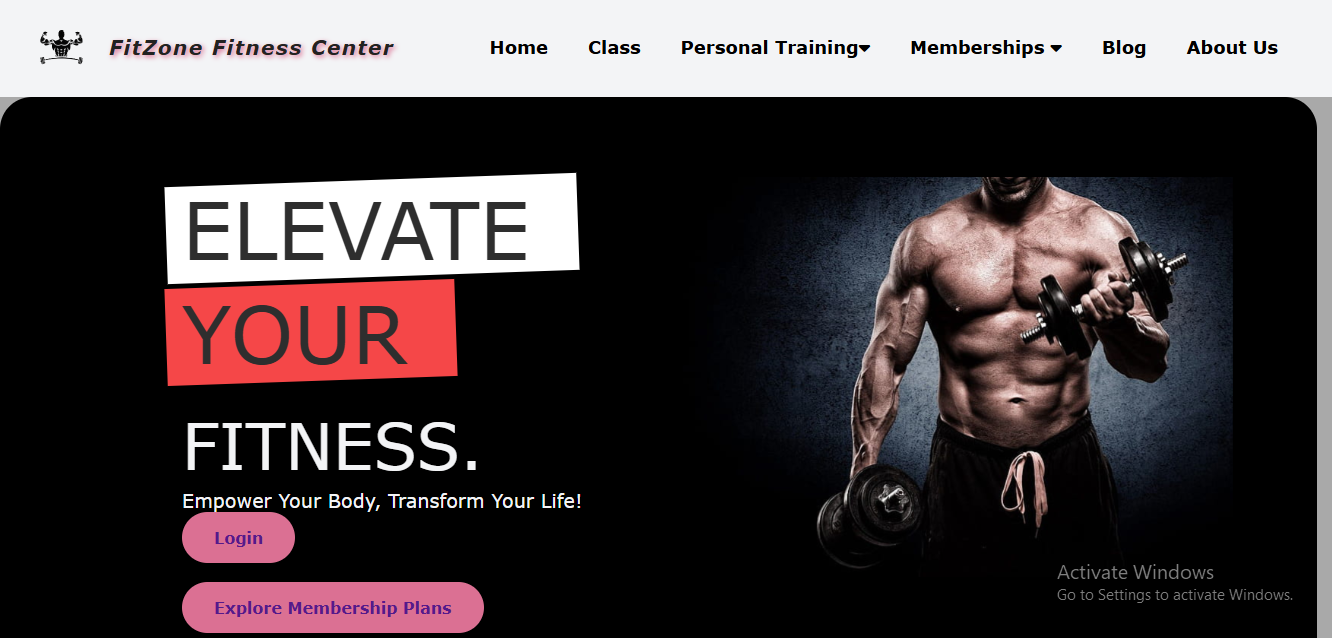 FitZone Fitness Center
Home Class Personal Training Memberships Blog About Us
ELEVATE
YOUR
FITNESS.
Empower Your Body, Transform Your Life!
Login
Explore Membership Plans
Activate Windows
Go to Settings to activate Windows.